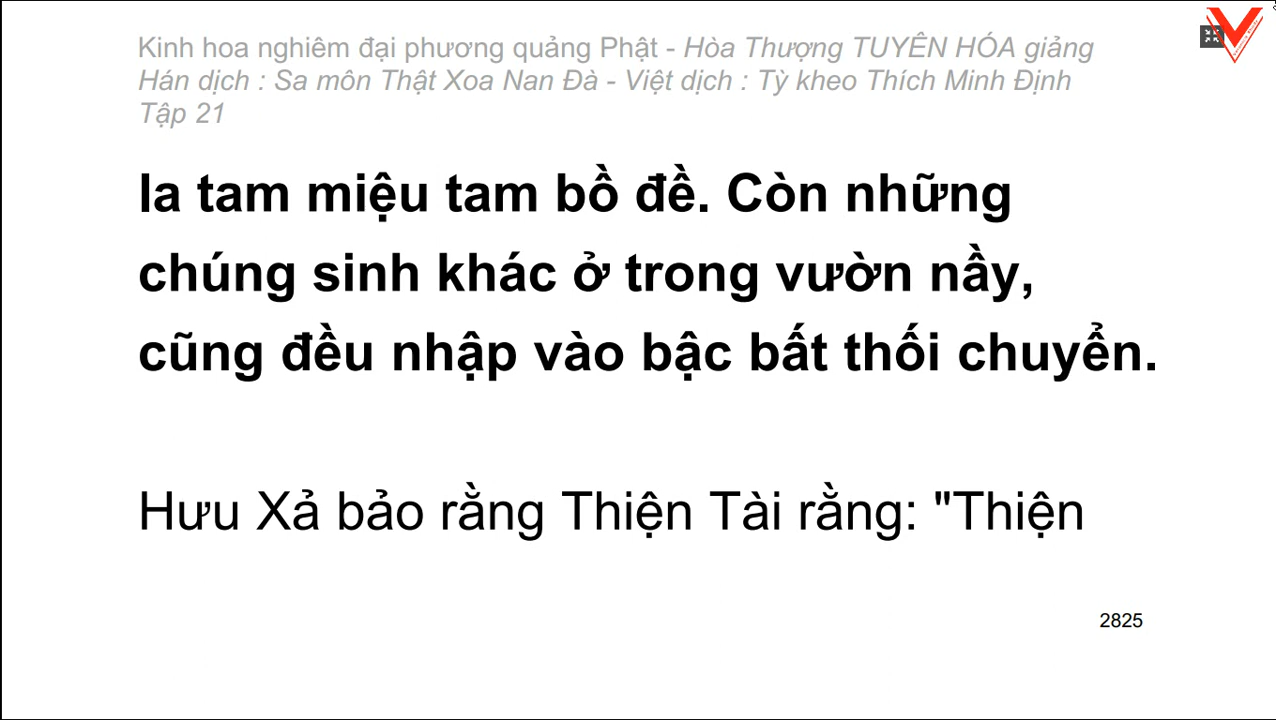 Kinh hoa nghiêm đại phương quảng Phật - Hòa Thượng TUYÊN HÓA giảng
Hán dịch : Sa môn Thật Xoa Nan Đà - Việt dịch : Tỳ kheo Thích Minh Định
Tập 21
la tam miệu tam bồ đề. Còn những
chúng sinh khác ở trong vườn nầy,
cũng đều nhập vào bậc bất thối chuyển.
Hưu Xả bảo rằng Thiện Tài rằng: "Thiện
2825